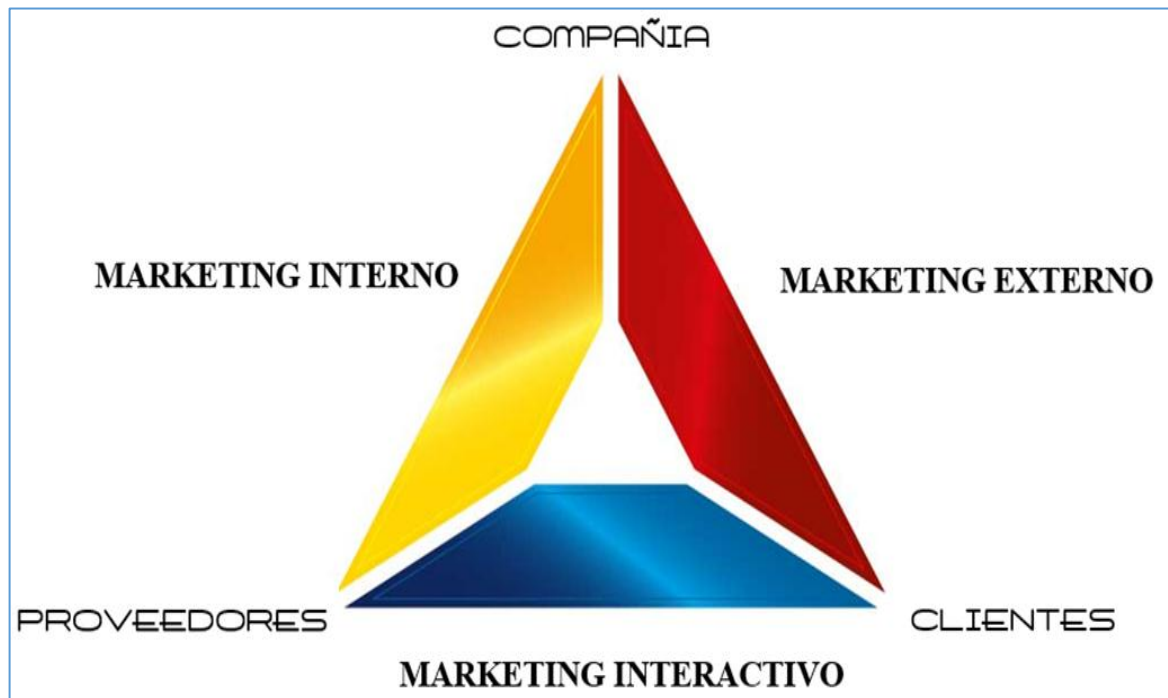 COMPAÑIA
MARKETING INTERNO
MARKETING EXTERNO
PROVEEDORES
CLIENTES
MARKETING INTERACTIVO